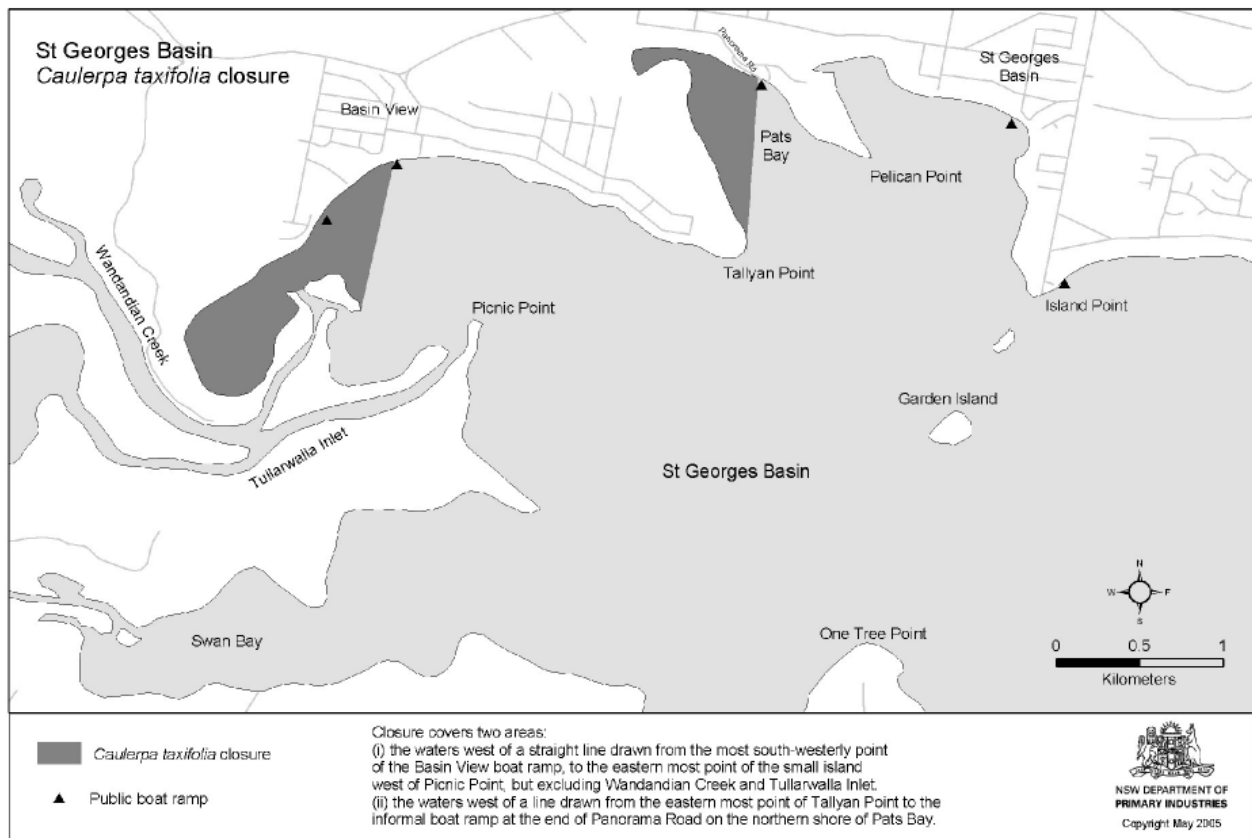 St Georges Basin
Caulerpa taxifolia closure
Panorama Rd
St Georges
Basin
Basin View
Pats
Bay
Pelican Point
Wandandian Creek
Tallyan Point
Picnic Point
Island Point
Garden Island
Tullarwalla Inlet
St Georges Basin
N
W
E
S
One Tree Point
Swan Bay
0 0.5 1
Kilometers
Caulerpa taxifolia closure
Public boat ramp
Closure covers two areas:
(i) the waters west of a straight line drawn from the most south-westerly point
of the Basin View boat ramp, to the eastern most point of the small island
west of Picnic Point, but excluding Wandandian Creek and Tullarwalla Inlet.
(ii) the waters west of a line drawn from the eastern most point of Tallyan Point to the
informal boat ramp at the end of Panorama Road on the northern shore of Pats Bay.
NSW DEPARTMENT OF
PRIMARY INDUSTRIES
Copyright May 2005